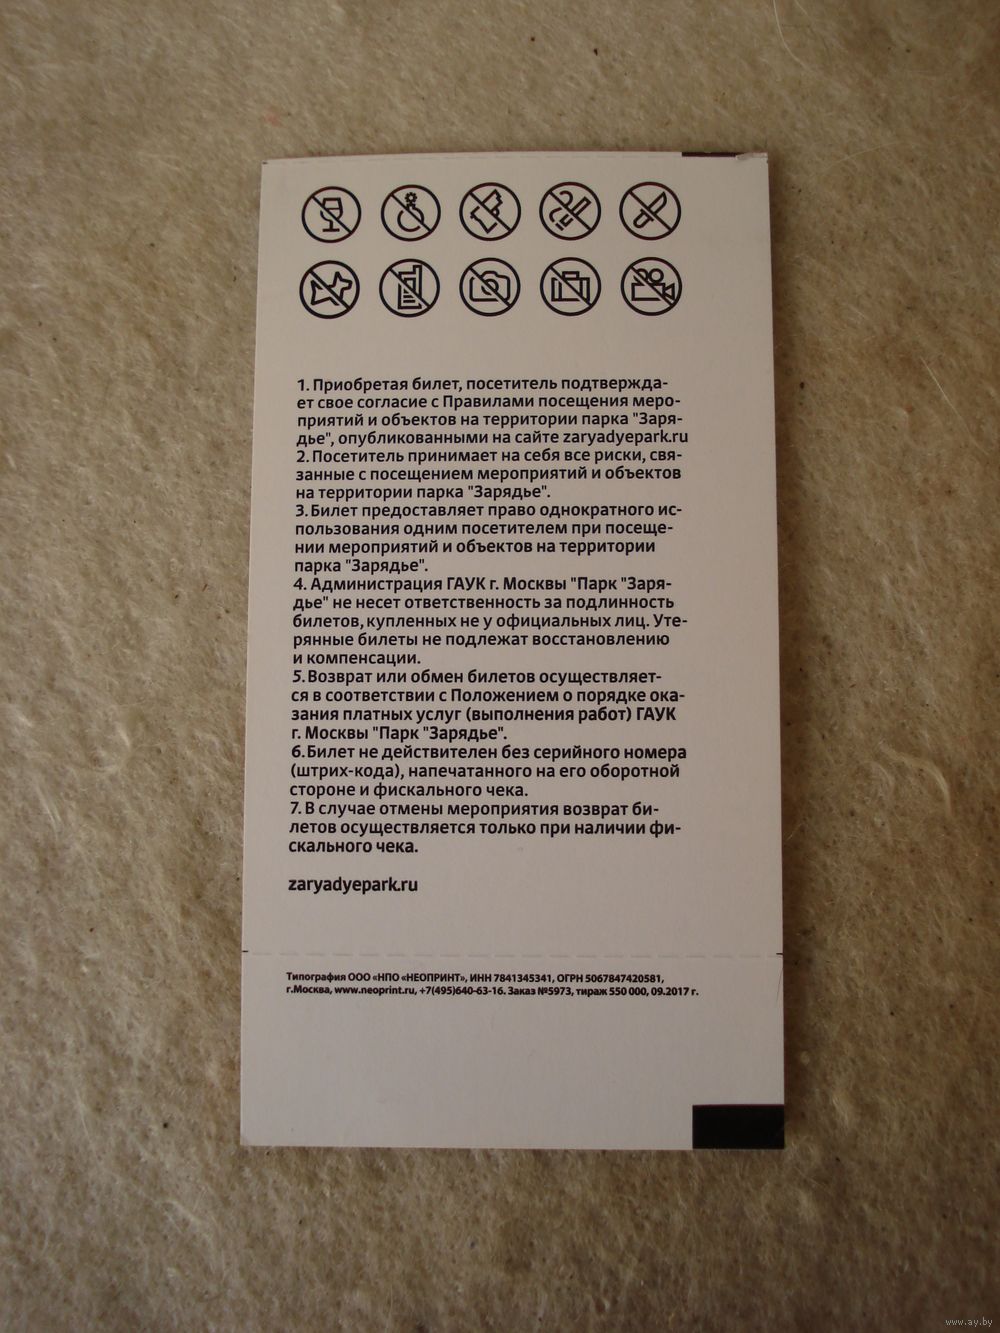 1. Приобретая билет, посетитель подтвержда-
ет свое согласие с Правилами посещения меро-
приятий и объектов на территории парка "Заря-
дье", опубликованными на сайте zaryadyepark.ru
2. Посетитель принимает на себя все риски, свя-
занные с посещением мероприятий и объектов
на территории парка "Зарядье".
3. Билет предоставляет право однократного ис-
пользования одним посетителем при посеще-
нии мероприятий и объектов на территории
парка "Зарядье".
4. Администрация ГАУК г. Москвы "Парк "Заря-
дье" не несет ответственность за подлинность
билетов, купленных не у официальных лиц. Уте-
рянные билеты не подлежат восстановлению
и компенсации.
5. Возврат или обмен билетов осуществляет-
ся в соответствии с Положением о порядке ока-
зания платных услуг (выполнения работ) ГАУК
г. Москвы "Парк "Зарядье".
6. Билет не действителен без серийного номера
(штрих-кода), напечатанного на его оборотной
стороне и фискального чека.
7. В случае отмены мероприятия возврат би-
летов осуществляется только при наличии фи-
скального чека.
zaryadyepark.ru
Типография ООО «НПО «НЕОПРИНТ», ИНН 7841345341, ОГРН 5067847420581,
г.Москва, www.neoprint.ru, +7(495)640-63-16. Заказ №5973, тираж 550 000, 09.2017 г.
www.ay.by